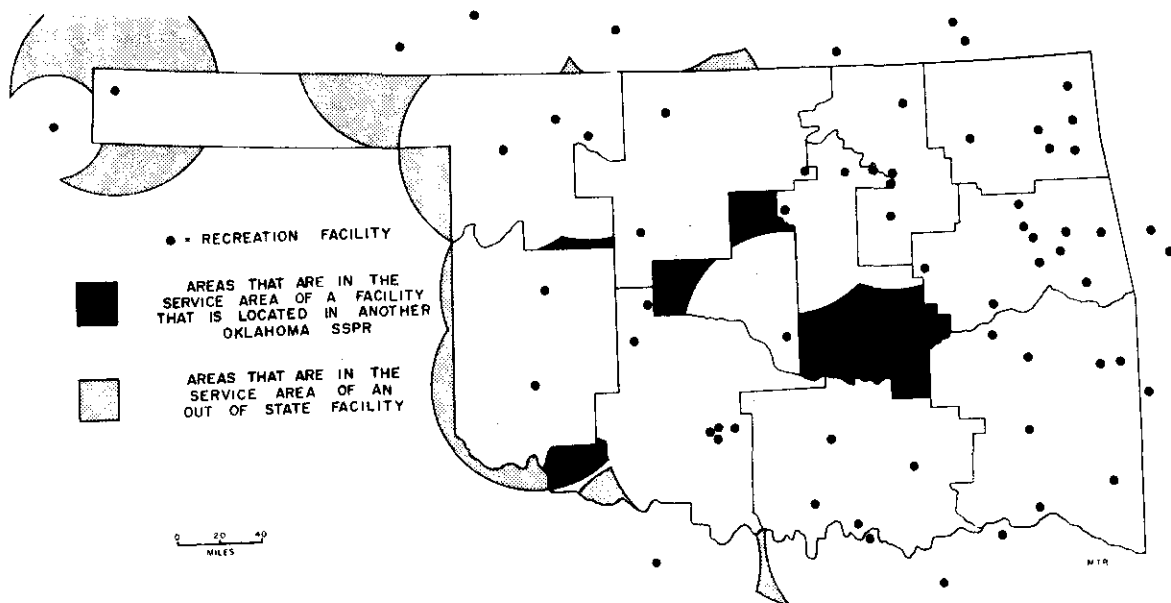 ● = RECREATION FACILITY
AREAS THAT ARE IN THE
SERVICE AREA OF A FACILITY
THAT IS LOCATED IN ANOTHER
OKLAHOMA SSPR
AREAS THAT ARE IN THE
SERVICE AREA OF AN
OUT OF STATE FACILITY
0 20 40
MILES
MTR